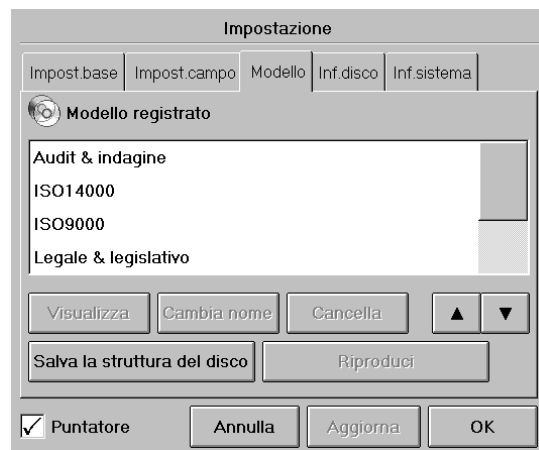 Impostazione
Impost.base Impost.campo Modello Inf.disco Inf.sistema
Modello registrato
Audit & indagine
ISO14000
ISO9000
Legale & legislativo
Visualizza Cambia nome Cancella ▲ ▼
Salva la struttura del disco Riproduci
Puntatore Annulla Aggiorna OK